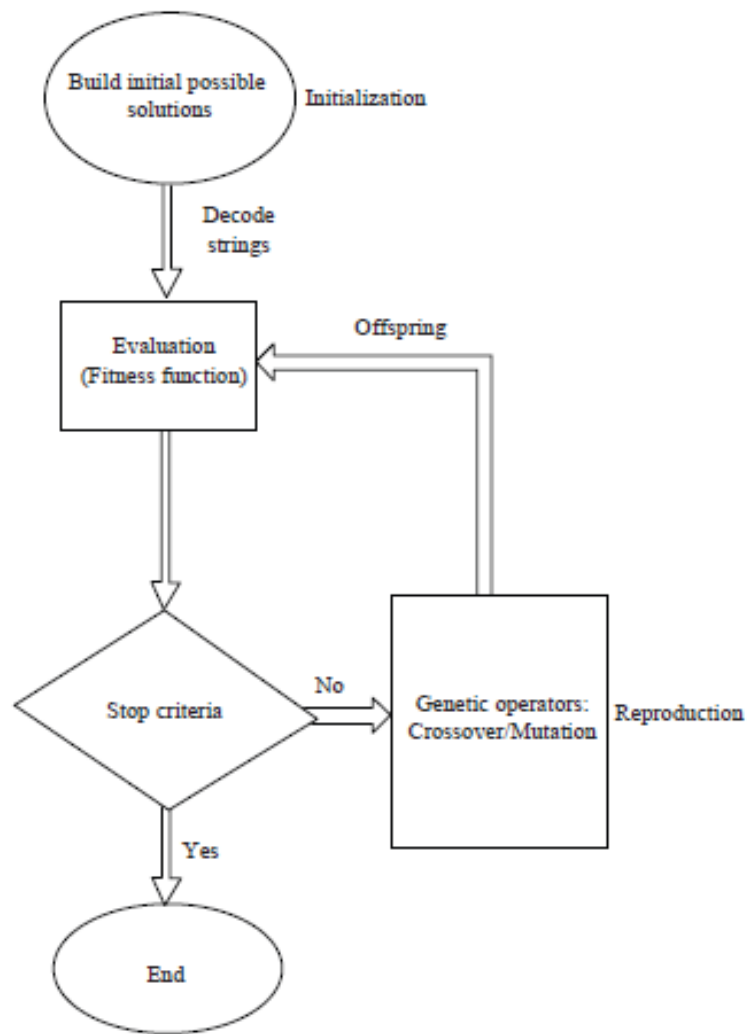 Build initial possible
solutions
Initialization
Decode
strings
Offspring
Evaluation
(Fitness function)
No
Stop criteria
Genetic operators:
Crossover/Mutation
Reproduction
Yes
End